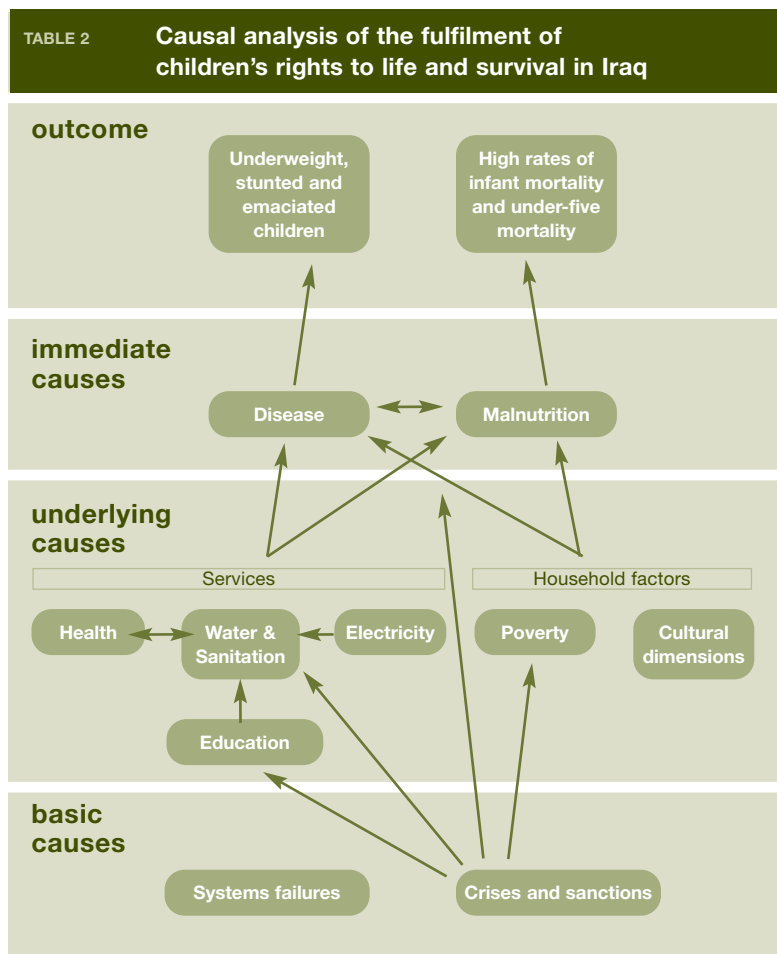 TABLE 2
Causal analysis of the fulfilment of
children's rights to life and survival in Iraq
outcome
Underweight,
stunted and
emaciated
children
High rates of
infant mortality
and under-five
mortality
immediate
causes
Disease
Malnutrition
underlying
causes
Services
Household factors
Health
Water &
Sanitation
Electricity
Poverty
Cultural
dimensions
Education
basic
causes
Systems failures
Crises and sanctions